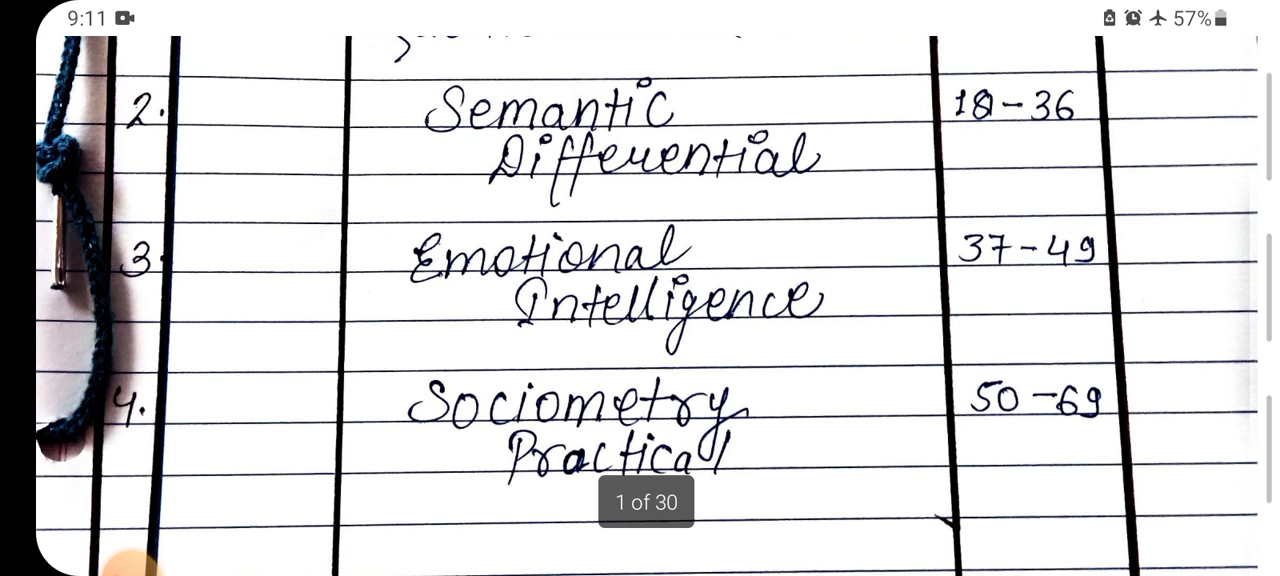 9:11 57%
2. Semantic 18-36
Differential
3. Emotional 37-49
Intelligence
4. Sociometry 50-69
Practical
1 of 30